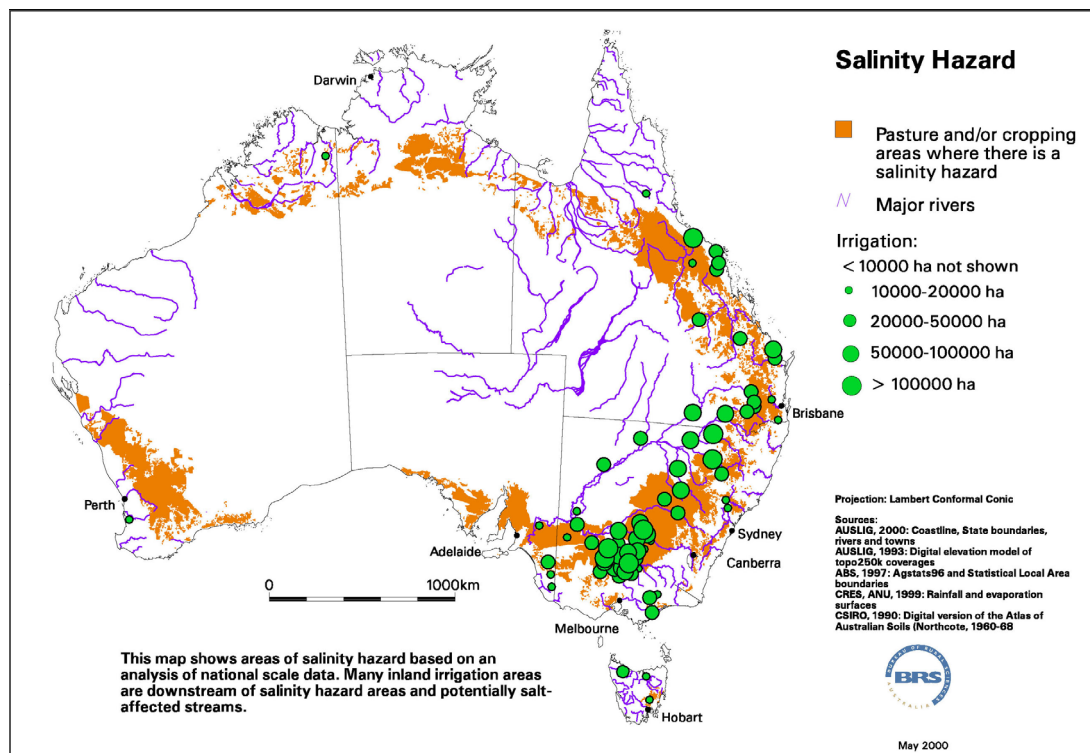 Salinity Hazard
Pasture and/or cropping
areas where there is a
salinity hazard
Major rivers
Irrigation:
<10000 ha not shown
10000-20000 ha
20000-50000 ha
50000-100000 ha
> 100000 ha
Darwin
Brisbane
Perth
Sydney
Adelaide
Canberra
0
1000km
Melbourne
Hobart
This map shows areas of salinity hazard based on an
analysis of national scale data. Many inland irrigation areas
are downstream of salinity hazard areas and potentially salt-
affected streams.
Projection: Lambert Conformal Conic
Sources:
AUSLIG, 2000: Coastline, State boundaries,
rivers and towns
AUSLIG, 1993: Digital elevation model of
topo250k coverages
ABS, 1997: Agstats96 and Statistical Local Area
boundaries
CRES, ANU, 1999: Rainfall and evaporation
surfaces
CSIRO, 1990: Digital version of the Atlas of
Australian Soils (Northcote, 1960-68
BUREAU OF RURAL SCIENCES
BRS
AUSTRALIA
May 2000